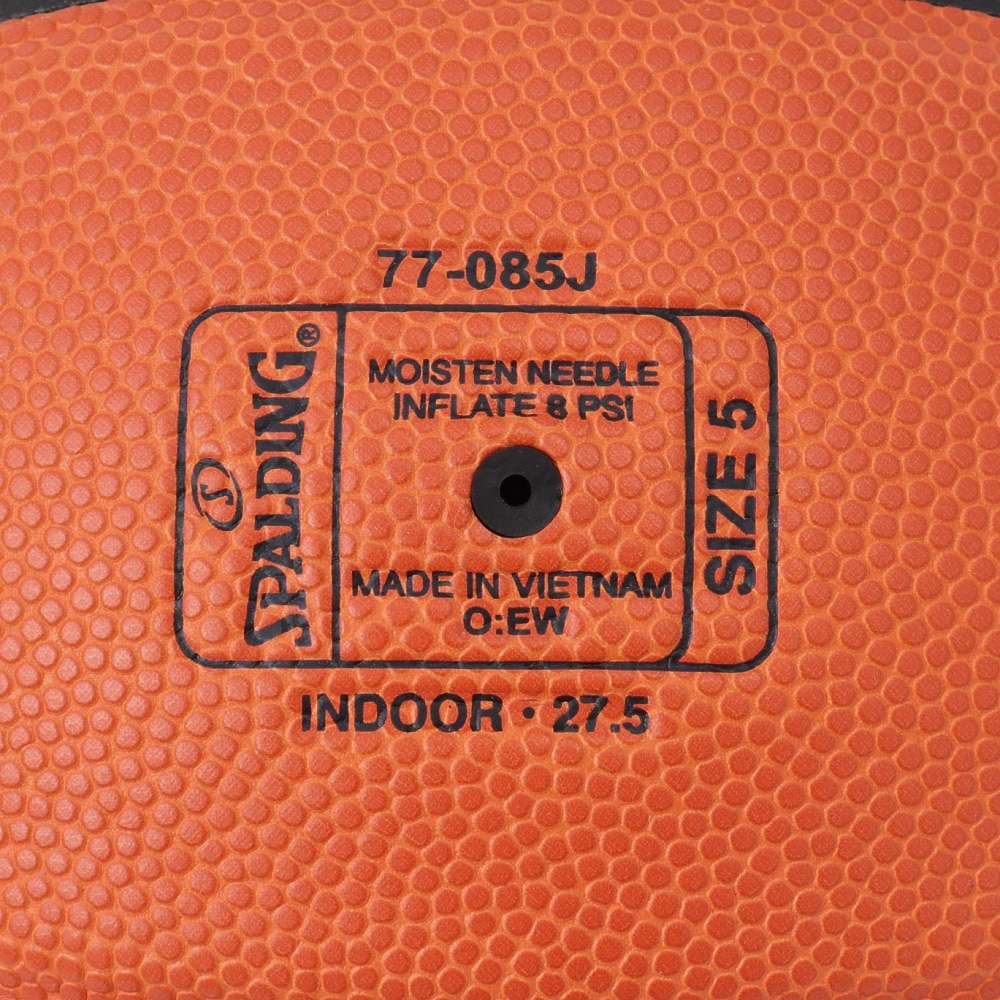 77-085J
SPALDING®
MOISTEN NEEDLE
INFLATE 8 PSI
MADE IN VIETNAM
O:EW
SIZE 5
INDOOR · 27.5